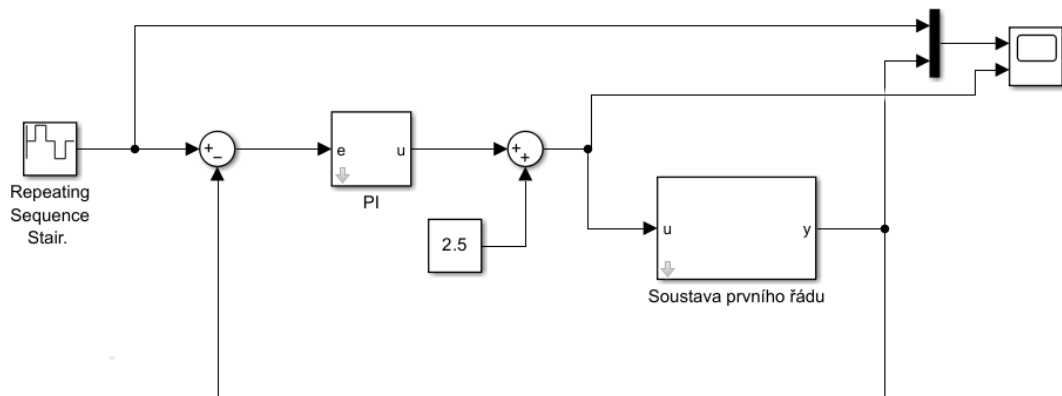 Repeating
Sequence
Stair.
+
−
e
u
PI
+
+
2.5
u
y
Soustava prvního řádu